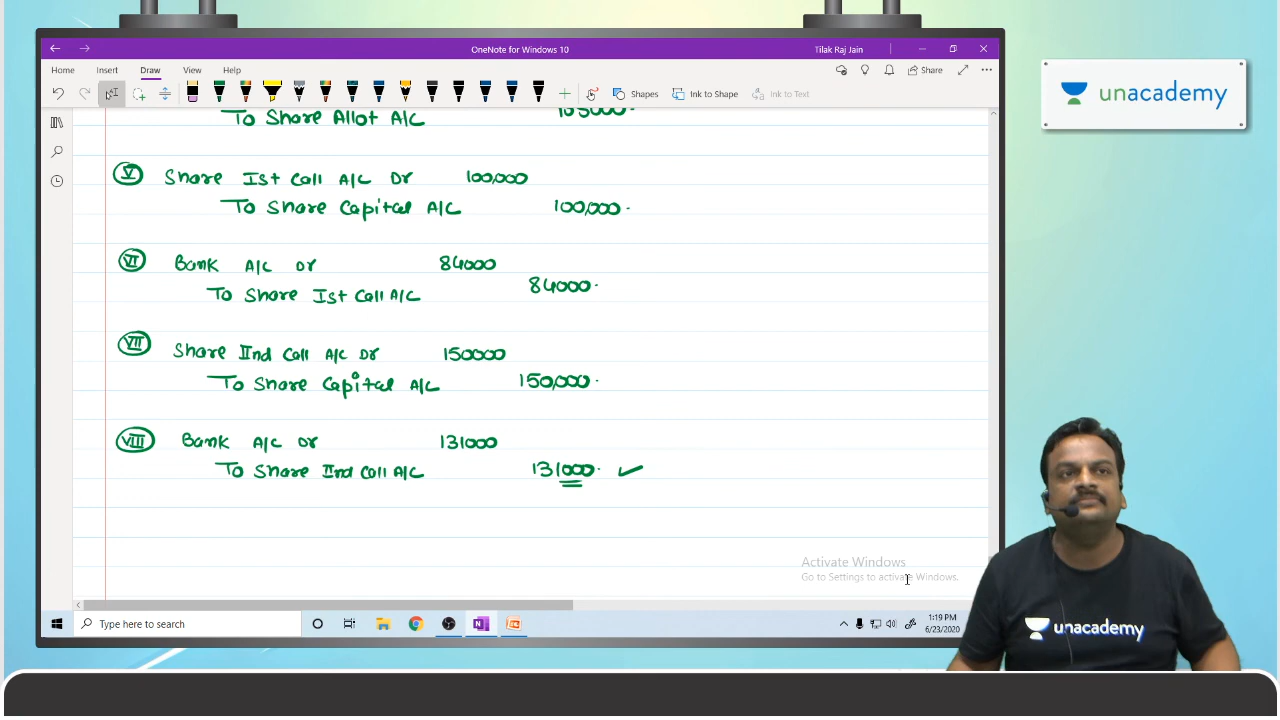 OneNote for Windows 10
Tilak Raj Jain
Home Insert Draw View Help
Share
Shapes
Ink to Shape
Ink to Text
unacademy
To Share Allot A/C 105000
V Share Ist Call A/C Dr 100,000
To Share Capital A/C 100,000
VI Bank A/C Dr 84000
To Share Ist Call A/C 84000
VII Share IInd Call A/C Dr 150000
To Share Capital A/C 150,000
VIII Bank A/C Dr 131000
To Share IInd Call A/C 131000
Activate Windows
Go to Settings to activate Windows.
Type here to search
1:19 PM
6/23/2020
unacademy